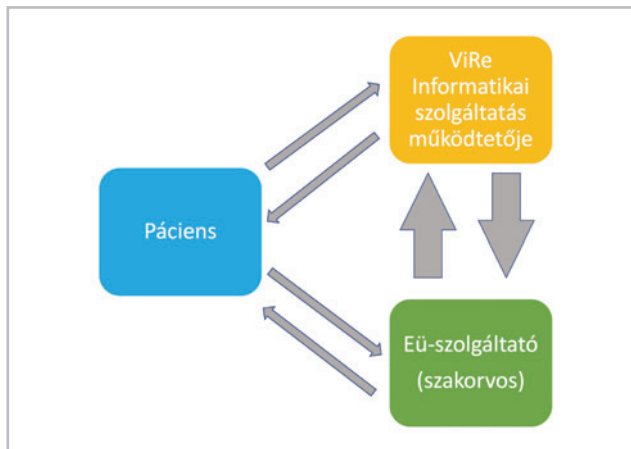 ViRe
Informatikai
szolgáltatás
működtetője
Páciens
Eü-szolgáltató
(szakorvos)